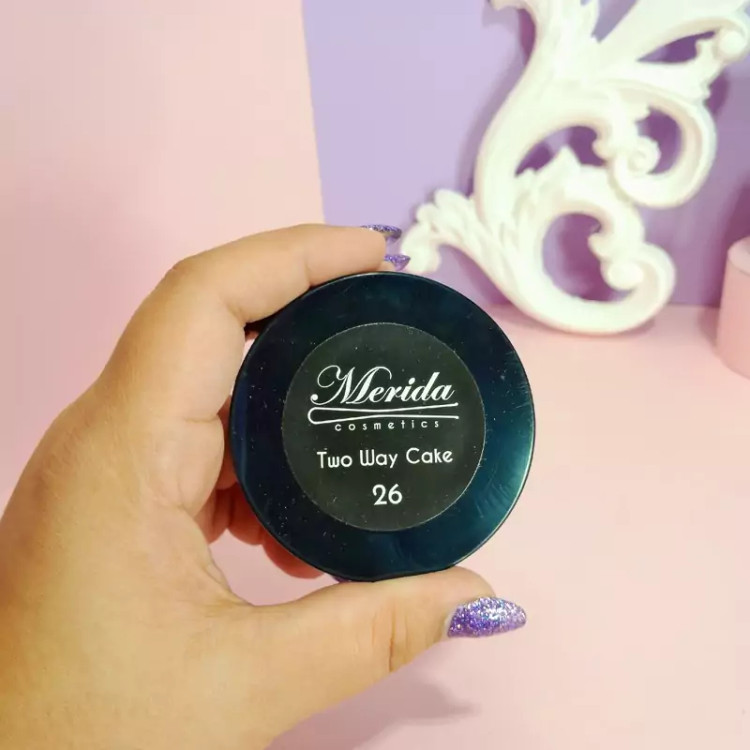 Merida
cosmetics
Two Way Cake
26